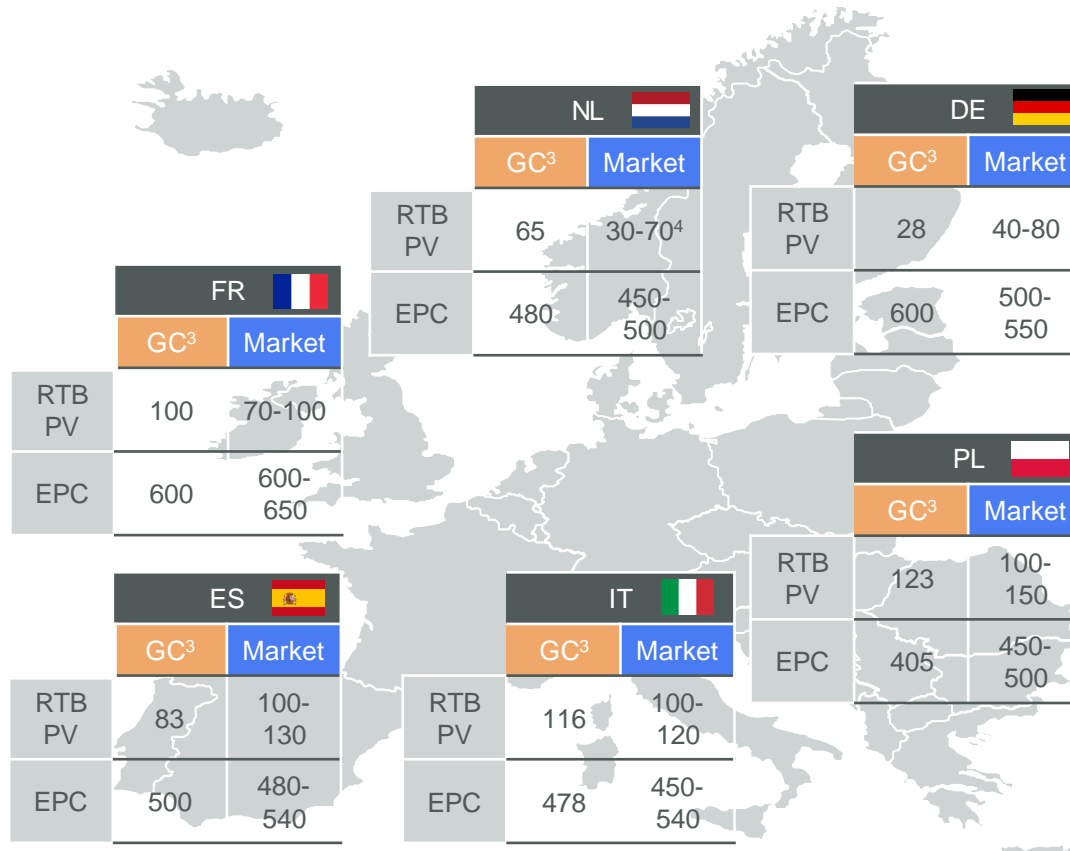 NL
GC³ Market
RTB PV 65 30-70⁴
EPC 480 450-500
DE
GC³ Market
RTB PV 28 40-80
EPC 600 500-550
FR
GC³ Market
RTB PV 100 70-100
EPC 600 600-650
PL
GC³ Market
RTB PV 123 100-150
EPC 405 450-500
ES
GC³ Market
RTB PV 83 100-130
EPC 500 480-540
IT
GC³ Market
RTB PV 116 100-120
EPC 478 450-540